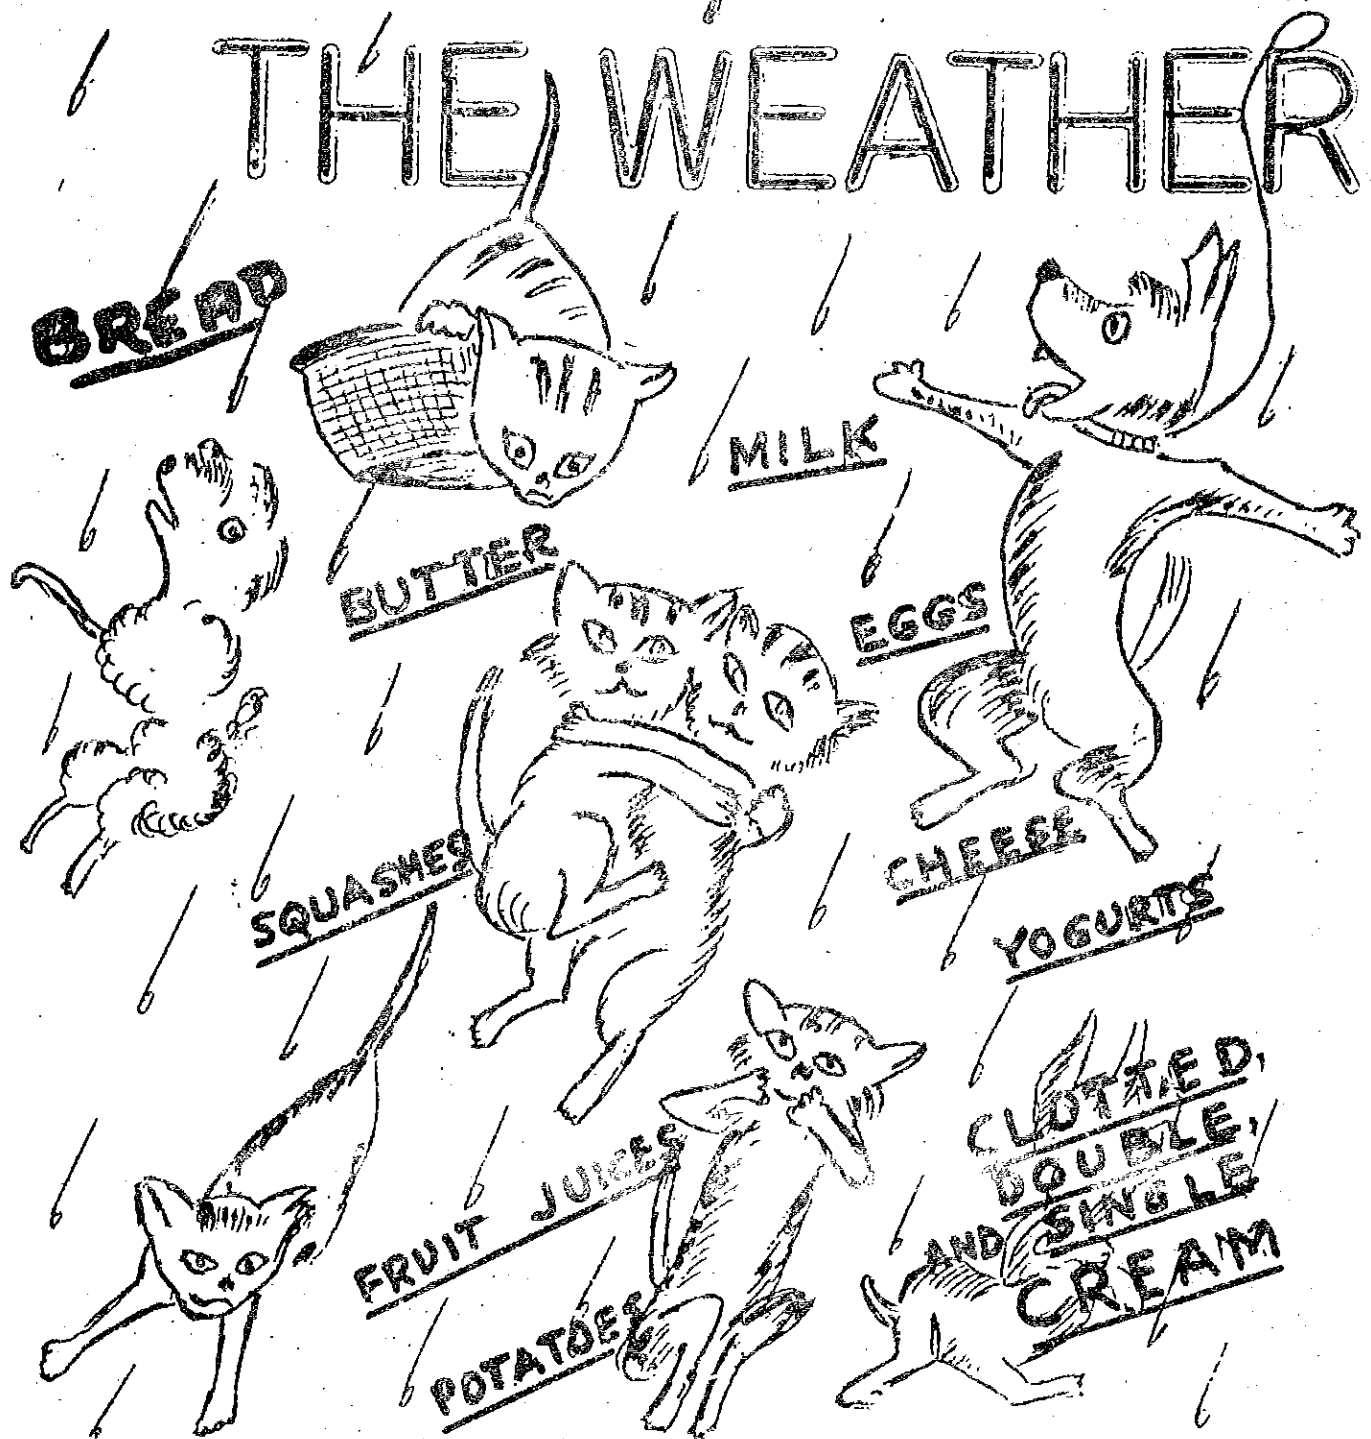 THE WEATHER
BREAD
MILK
BUTTER
EGGS
SQUASHES
CHEESE
YOGURTS
CLOTTED,
DOUBLE,
AND SINGLE
CREAM
FRUIT JUICES
POTATOES